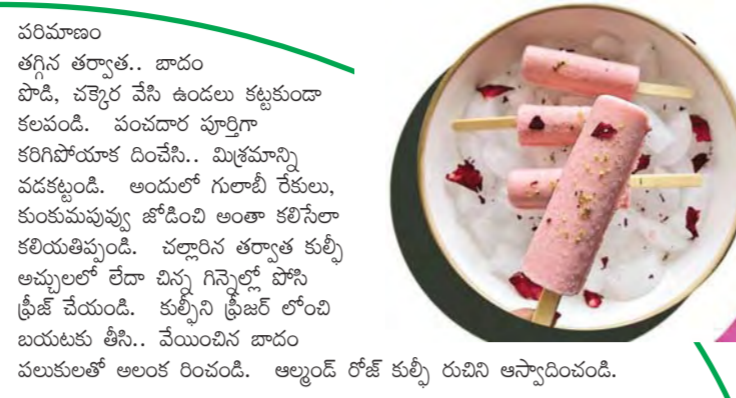 పరిమాణం
తగ్గిన తర్వాత.. బాదం
పొడి, చక్కెర వేసి ఉండలు కట్టకుండా
కలపండి. పంచదార పూర్తిగా
కరిగిపోయాక దించేసి.. మిశ్రమాన్ని
వడకట్టండి. అందులో గులాబీ రేకులు,
కుంకుమపువ్వు జోడించి అంతా కలిసేలా
కలియతిప్పండి. చల్లారిన తర్వాత కుల్ఫీ
అచ్చులలో లేదా చిన్న గిన్నెల్లో పోసి
ఫ్రీజ్ చేయండి. కుల్ఫీని ఫ్రీజర్ లోంచి
బయటకు తీసి.. వేయించిన బాదం
పలుకులతో అలంక రించండి. ఆల్మండ్ రోజ్ కుల్ఫీ రుచిని ఆస్వాదించండి.